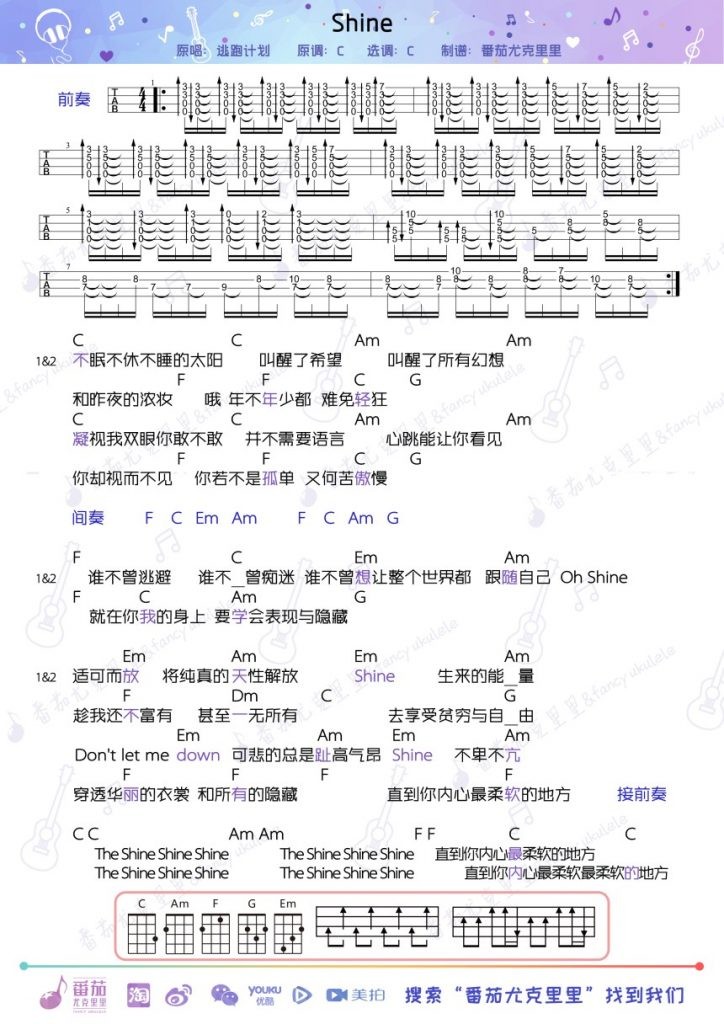 Shine
原唱：逃跑计划 原调：C 选调：C 制谱：番茄尤克里里
前奏
C C Am Am
1&2 不眠不休不睡的太阳 叫醒了希望 叫醒了所有幻想
F F C G
和昨夜的浓妆 哦 年不年少都 难免轻狂
C C Am Am
凝视我双眼你敢不敢 并不需要语言 心跳能让你看见
F F C G
你却视而不见 你若不是孤单 又何苦傲慢
间奏 F C Em Am F C Am G
F C Em Am
1&2 谁不曾逃避 谁不_曾痴迷 谁不曾想让整个世界都 跟随自己 Oh Shine
F C Am G
就在你我的身上 要学会表现与隐藏
Em Am Em Am
1&2 适可而放 将纯真的天性解放 Shine 生来的能_量
F Dm C G
趁我还不富有 甚至一无所有 去享受贫穷与自_由
Em Am Em Am
Don't let me down 可悲的总是趾高气昂 Shine 不卑不亢
F F F F
穿透华丽的衣裳 和所有的隐藏 直到你内心最柔软的地方 接前奏
C C Am Am F F C C
The Shine Shine Shine The Shine Shine Shine 直到你内心最柔软的地方
The Shine Shine Shine The Shine Shine Shine 直到你内心最柔软最柔软的地方
C Am F G Em
番茄 尤克里里 fancy ukulele 淘 YOUKU 优酷 美拍 搜索“番茄尤克里里”找到我们